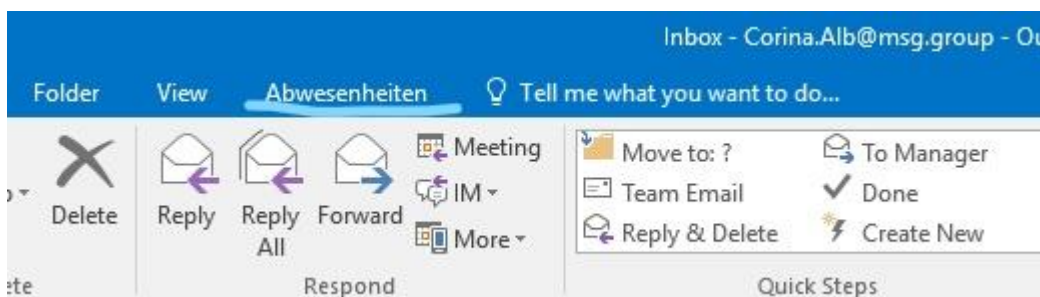 Inbox - Corina.Alb@msg.group - Ou
Folder View Abwesenheiten Tell me what you want to do...
Delete
Reply
Reply All
Forward
Meeting
IM
More
Respond
Move to: ?
Team Email
Reply & Delete
To Manager
Done
Create New
Quick Steps